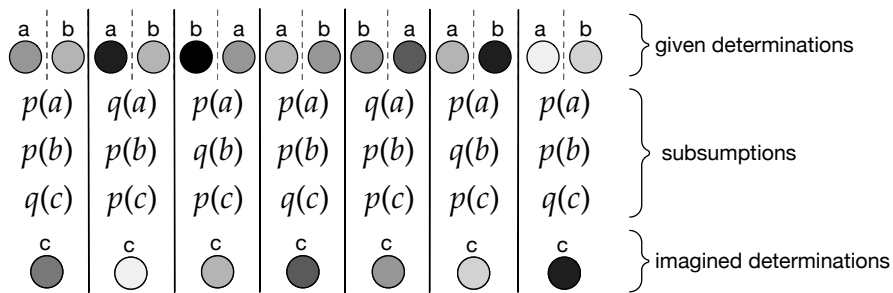 a b a b b a a b b a a b a b
given determinations
p(a) q(a) p(a) p(a) q(a) p(a) p(a)
p(b) p(b) q(b) p(b) p(b) q(b) p(b)
subsumptions
q(c) p(c) p(c) q(c) p(c) p(c) q(c)
c c c c c c c
imagined determinations